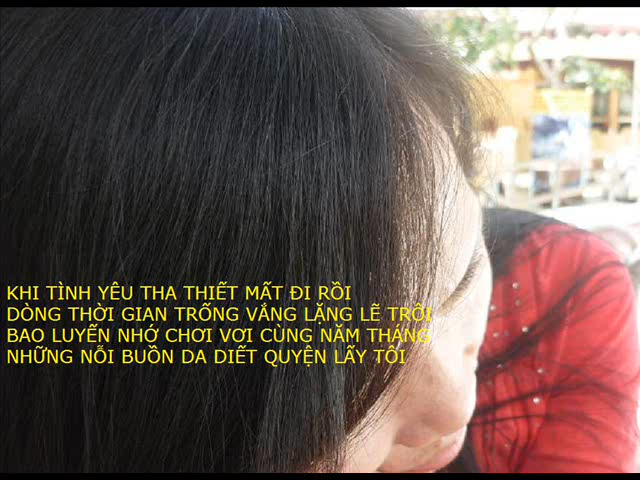 KHI TÌNH YÊU THA THIẾT MẤT ĐI RỒI
DÒNG THỜI GIAN TRỐNG VẮNG LẶNG LẼ TRÔI
BAO LUYẾN NHỚ CHƠI VƠI CÙNG NĂM THÁNG
NHỮNG NỖI BUỒN DA DIẾT QUYỆN LẤY TÔI